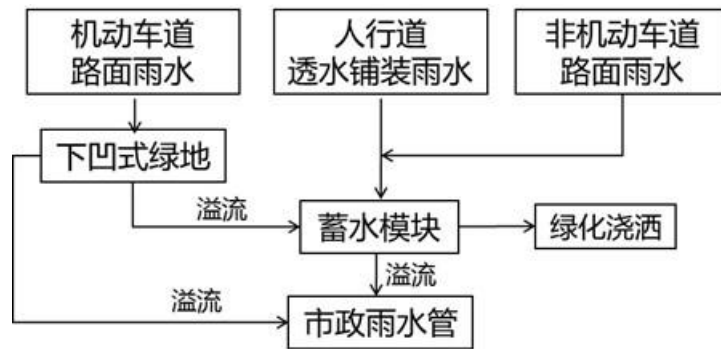 机动车道
路面雨水
人行道
透水铺装雨水
非机动车道
路面雨水
下凹式绿地
溢流
蓄水模块
绿化浇洒
溢流
溢流
市政雨水管